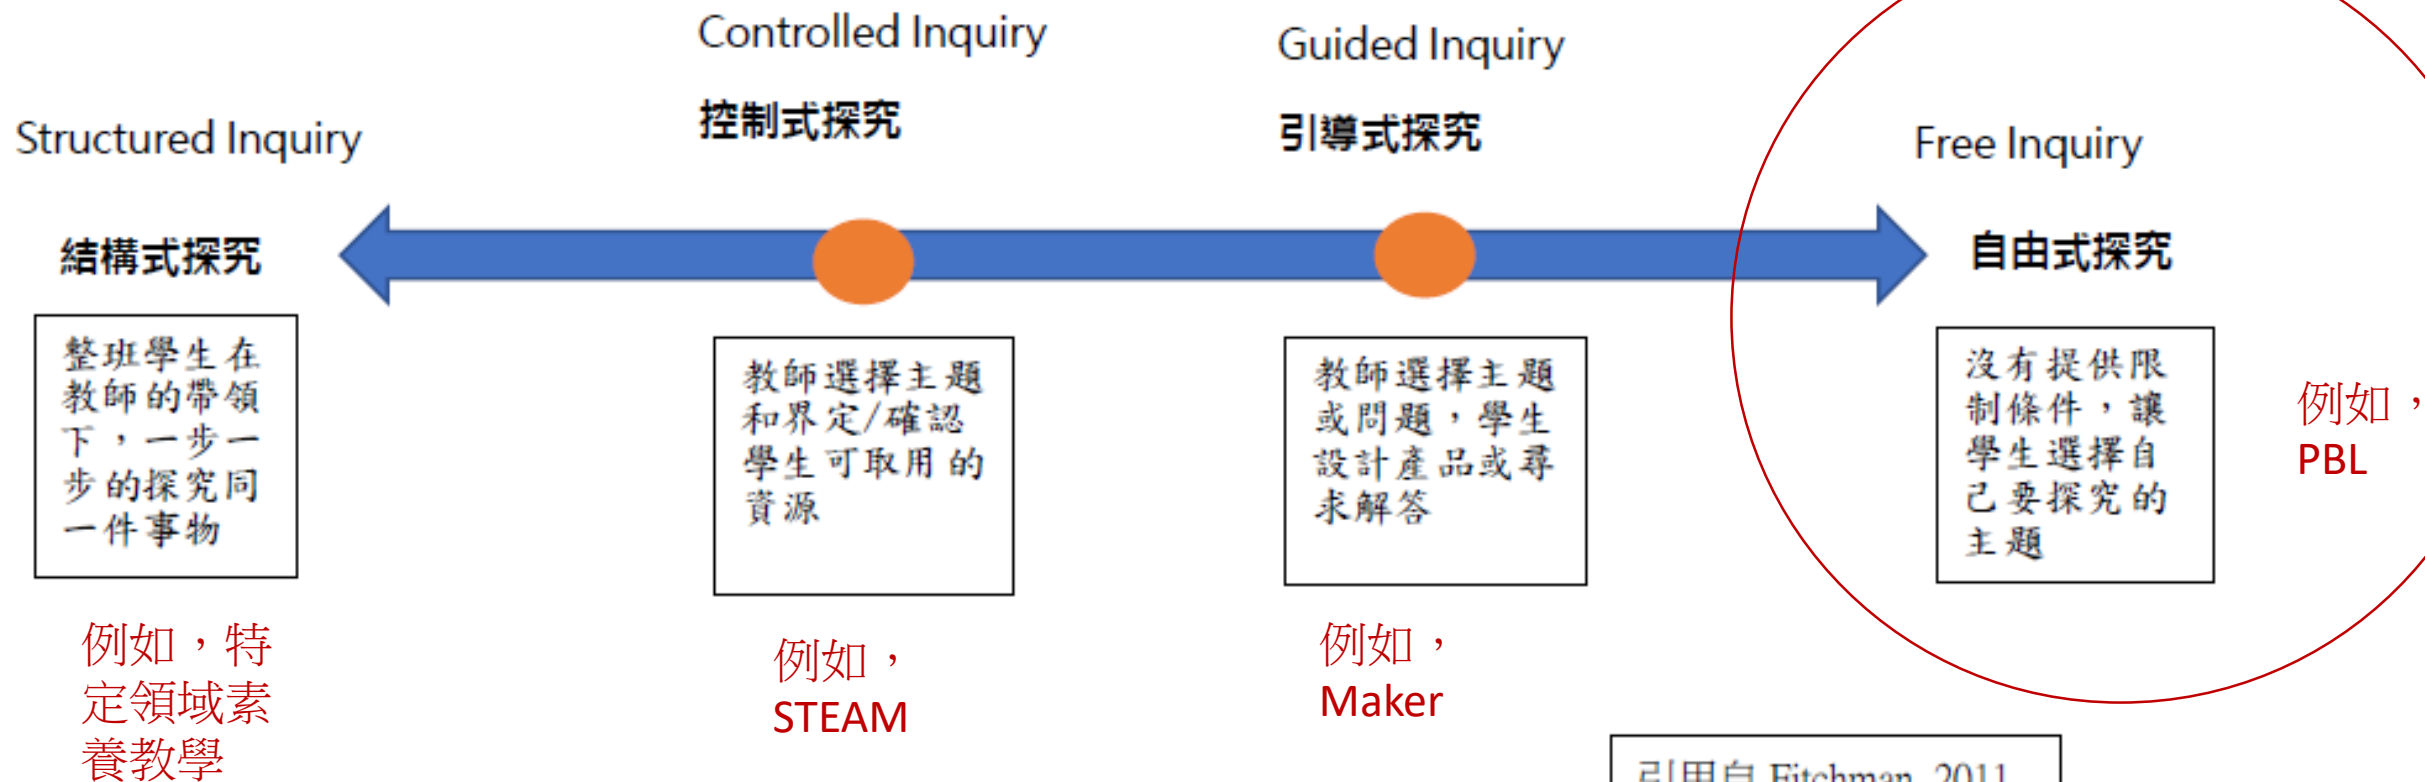 Structured Inquiry
結構式探究
整班學生在
教師的帶領
下，一步一
步的探究同
一件事物
例如，特
定領域素
養教學
Controlled Inquiry
控制式探究
教師選擇主題
和界定/確認
學生可取用的
資源
例如，
STEAM
Guided Inquiry
引導式探究
教師選擇主題
或問題，學生
設計產品或尋
求解答
例如，
Maker
Free Inquiry
自由式探究
沒有提供限
制條件，讓
學生選擇自
己要探究的
主題
例如，
PBL
引用自 Fitchman, 2011